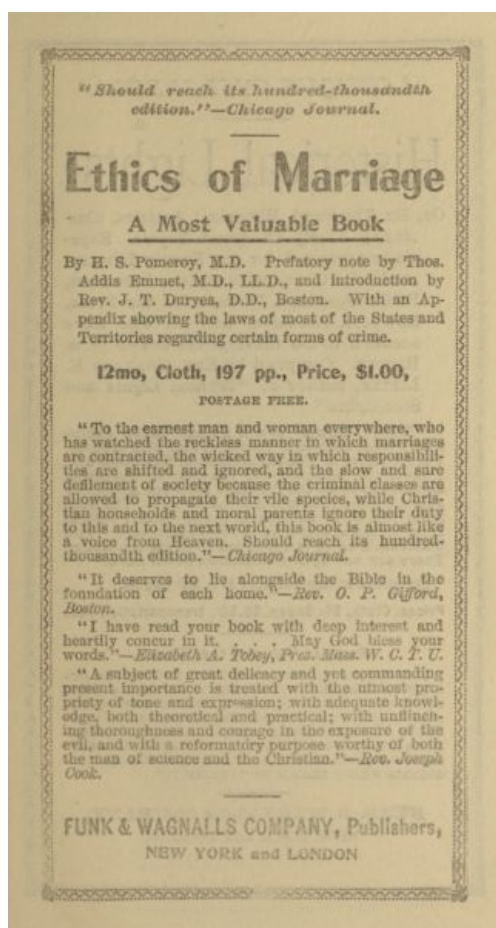 "Should reach its hundred-thousandth
edition."—Chicago Journal.
Ethics of Marriage
A Most Valuable Book
By H. S. Pomeroy, M.D. Prefatory note by Thos.
Addis Emmet, M.D., LL.D., and introduction by
Rev. J. T. Duryea, D.D., Boston. With an Ap-
pendix showing the laws of most of the States and
Territories regarding certain forms of crime.
12mo, Cloth, 197 pp., Price, $1.00,
POSTAGE FREE.
"To the earnest man and woman everywhere, who
has watched the reckless manner in which marriages
are contracted, the wicked way in which responsibili-
ties are shifted and ignored, and the slow and sure
defilement of society because the criminal classes are
allowed to propagate their vile species, while Chris-
tian households and moral parents ignore their duty
to this and to the next world, this book is almost like
a voice from Heaven. Should reach its hundred-
thousandth edition."—Chicago Journal.
"It deserves to lie alongside the Bible in the
foundation of each home."—Rev. O. P. Gifford,
Boston.
"I have read your book with deep interest and
heartily concur in it. . . . May God bless your
words."—Elizabeth A. Tobey, Pres. Mass. W. C. T. U.
"A subject of great delicacy and yet commanding
present importance is treated with the utmost pro-
priety of tone and expression; with adequate knowl-
edge, both theoretical and practical; with unflinch-
ing thoroughness and courage in the exposure of the
evil, and with a reformatory purpose worthy of both
the man of science and the Christian."—Rev. Joseph
Cook.
FUNK & WAGNALLS COMPANY, Publishers,
NEW YORK and LONDON